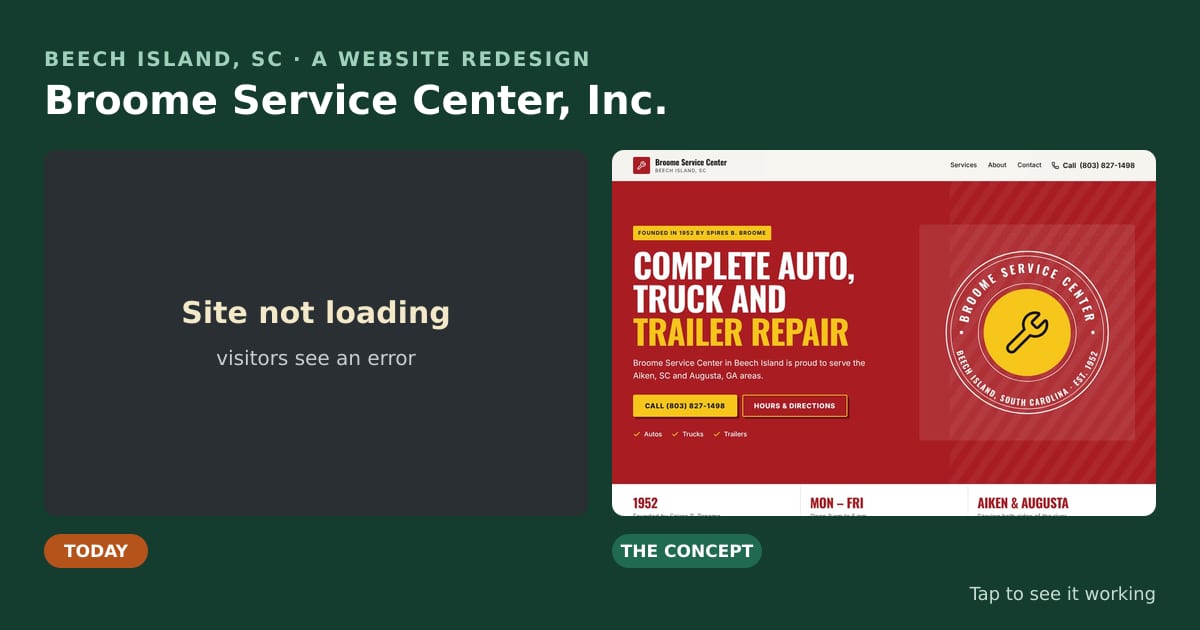 BEECH ISLAND, SC · A WEBSITE REDESIGN
Broome Service Center, Inc.
Site not loading
visitors see an error
TODAY
Broome Service Center
BEECH ISLAND, SC
Services About Contact Call (803) 827-1498
FOUNDED IN 1952 BY SPIRES B. BROOME
COMPLETE AUTO,
TRUCK AND
TRAILER REPAIR
Broome Service Center in Beech Island is proud to serve the
Aiken, SC and Augusta, GA areas.
CALL (803) 827-1498 HOURS & DIRECTIONS
Autos Trucks Trailers
• BROOME SERVICE CENTER •
BEECH ISLAND, SOUTH CAROLINA · EST. 1952
1952 MON – FRI AIKEN & AUGUSTA
THE CONCEPT
Tap to see it working